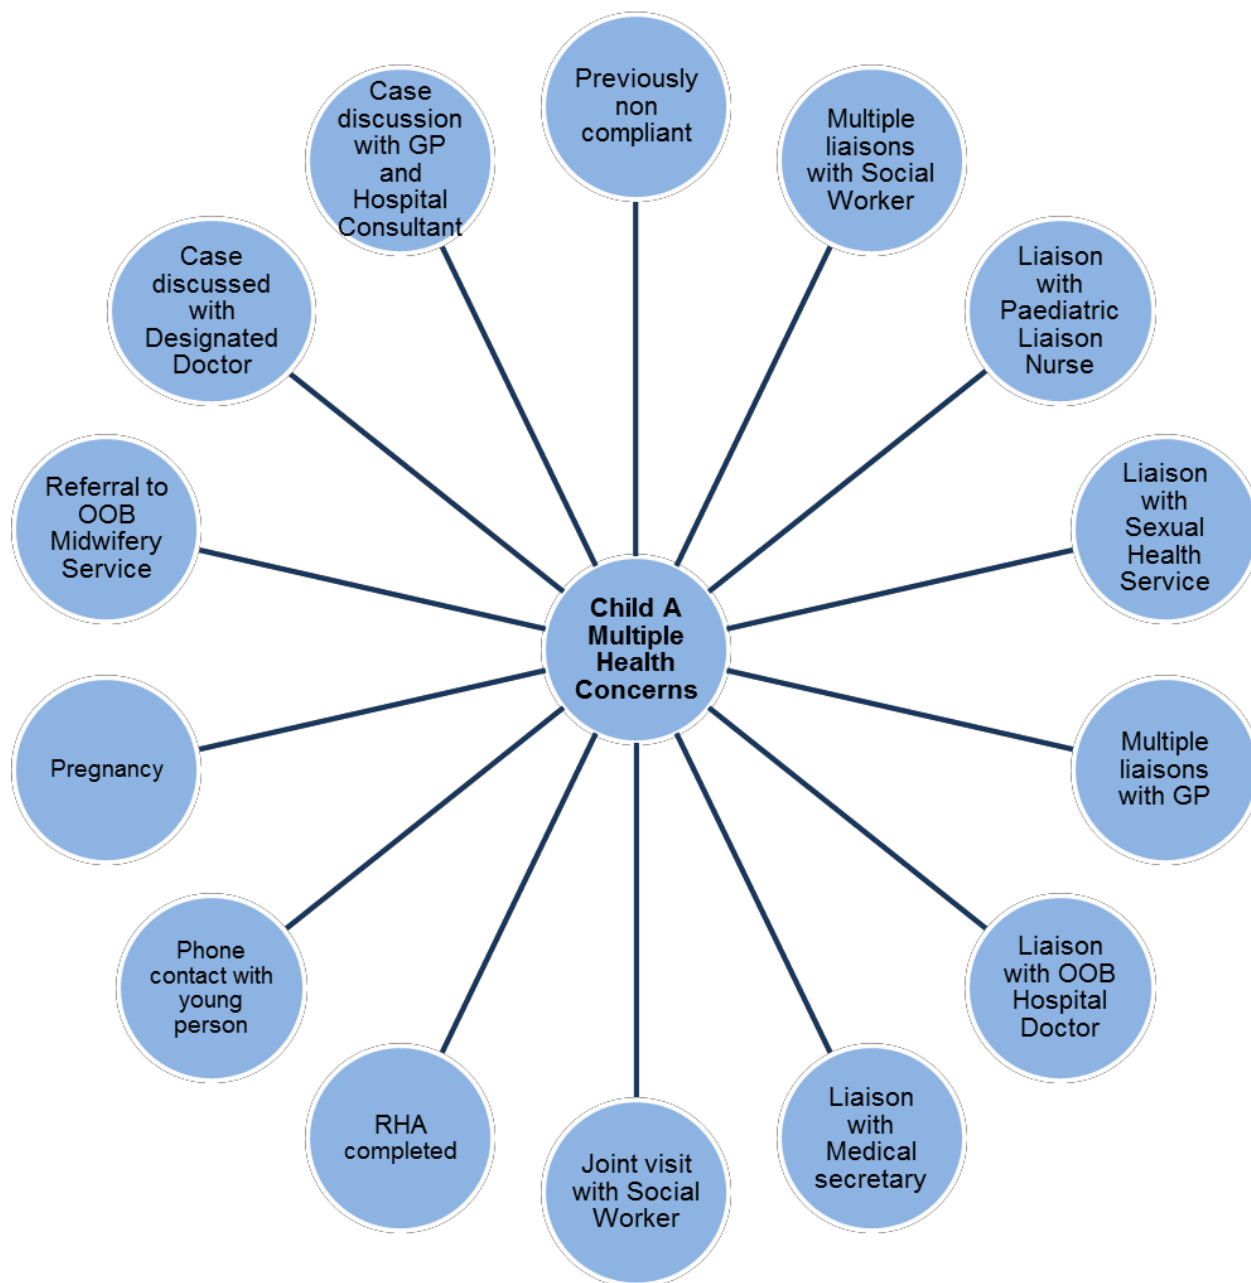 Previously
non
compliant
Multiple
liaisons
with Social
Worker
Liaison
with
Paediatric
Liaison
Nurse
Liaison
with
Sexual
Health
Service
Multiple
liaisons
with GP
Liaison
with OOB
Hospital
Doctor
Liaison
with
Medical
secretary
Joint visit
with Social
Worker
RHA
completed
Phone
contact with
young
person
Pregnancy
Referral to
OOB
Midwifery
Service
Case
discussed
with
Designated
Doctor
Case
discussion
with GP
and
Hospital
Consultant
Child A
Multiple
Health
Concerns